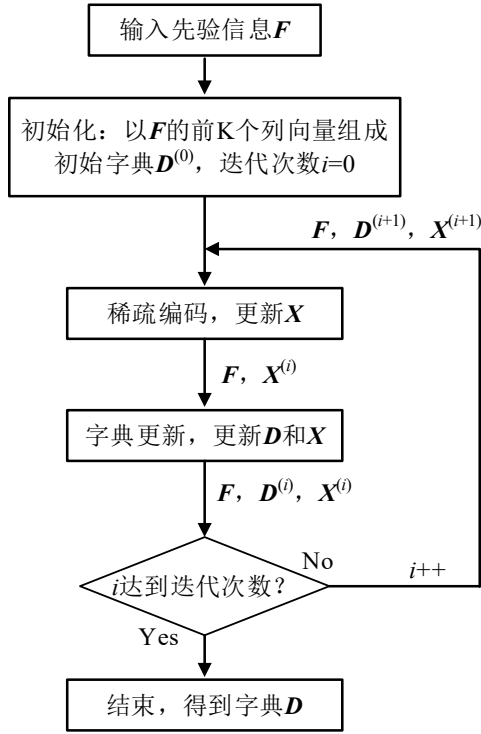 输入先验信息F
初始化：以F的前K个列向量组成
初始字典D^(0)，迭代次数i=0
F，D^(i+1)，X^(i+1)
稀疏编码，更新X
F，X^(i)
字典更新，更新D和X
F，D^(i)，X^(i)
No
i达到迭代次数？
i++
Yes
结束，得到字典D